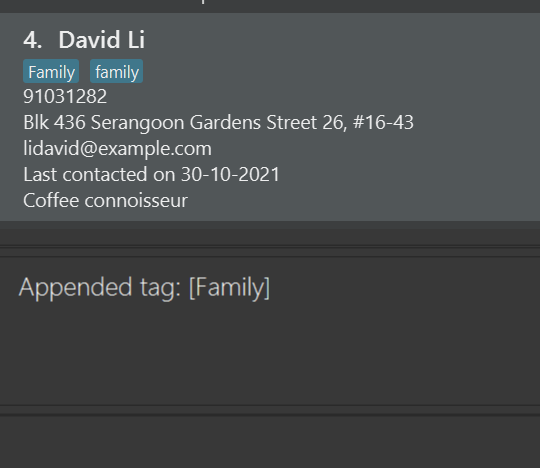 4. David Li
Family family
91031282
Blk 436 Serangoon Gardens Street 26, #16-43
lidavid@example.com
Last contacted on 30-10-2021
Coffee connoisseur
Appended tag: [Family]